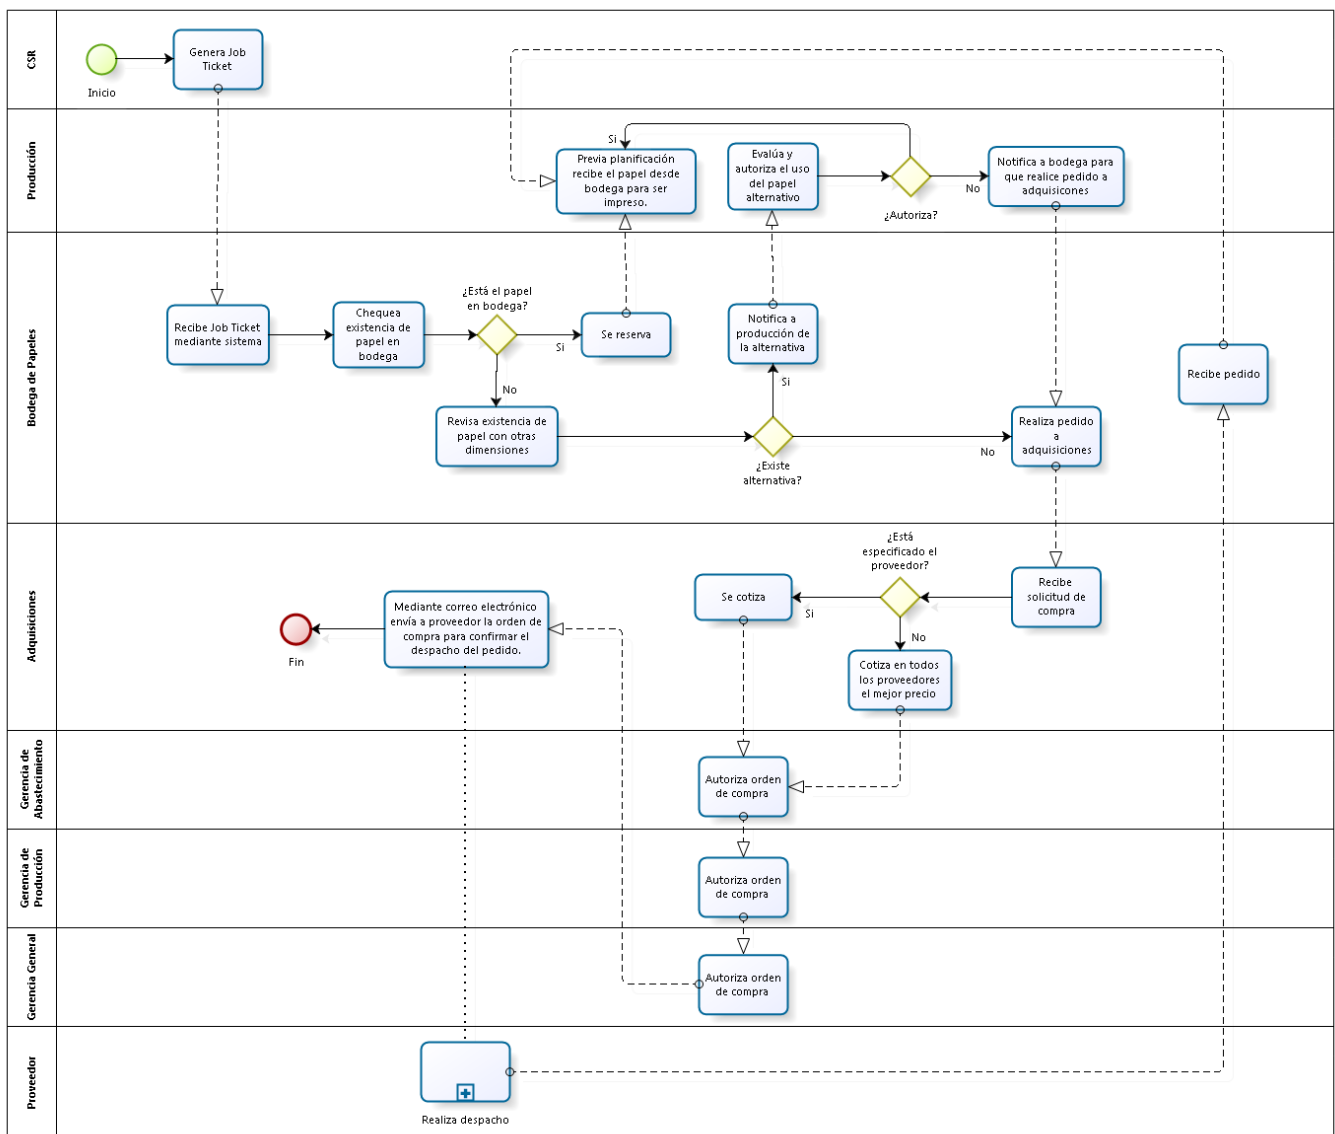 CSR
Inicio
Genera Job
Ticket
Producción
Previa planificación
recibe el papel desde
bodega para ser
impreso.
Si
Evalúa y
autoriza el uso
del papel
alternativo
¿Autoriza?
No
Notifica a bodega para
que realice pedido a
adquisicones
Bodega de Papeles
Recibe Job Ticket
mediante sistema
Chequea
existencia de
papel en
bodega
¿Está el papel
en bodega?
Si
No
Se reserva
Notifica a
producción de
la alternativa
Si
Recibe pedido
Revisa existencia de
papel con otras
dimensiones
¿Existe
alternativa?
No
Realiza pedido
a
adquisiciones
Adquisiciones
Fin
Mediante correo electrónico
envía a proveedor la orden de
compra para confirmar el
despacho del pedido.
Se cotiza
Si
¿Está
especificado el
proveedor?
No
Recibe
solicitud de
compra
Cotiza en todos
los proveedores
el mejor precio
Gerencia de
Abastecimiento
Autoriza orden
de compra
Gerencia de
Producción
Autoriza orden
de compra
Gerencia General
Autoriza orden
de compra
Proveedor
Realiza despacho